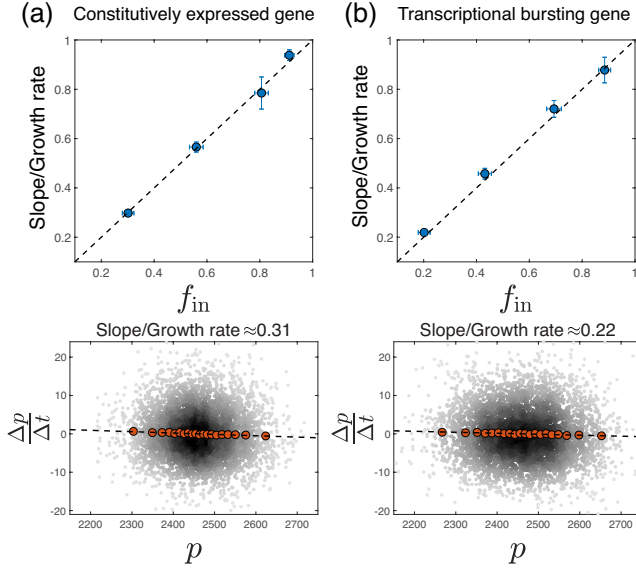 (a) Constitutively expressed gene
(b) Transcriptional bursting gene
Slope/Growth rate
1
0.8
0.6
0.4
0.2
0.2 0.4 0.6 0.8 1
f_in
Slope/Growth rate
1
0.8
0.6
0.4
0.2
0.2 0.4 0.6 0.8 1
f_in
Slope/Growth rate ≈0.31
Δp/Δt
20
10
0
-10
-20
2200 2300 2400 2500 2600 2700
p
Slope/Growth rate ≈0.22
Δp/Δt
20
10
0
-10
-20
2200 2300 2400 2500 2600 2700
p